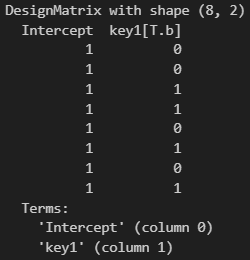 DesignMatrix with shape (8, 2)
  Intercept  key1[T.b]
          1          0
          1          0
          1          1
          1          1
          1          0
          1          1
          1          0
          1          1
  Terms:
    'Intercept' (column 0)
    'key1' (column 1)